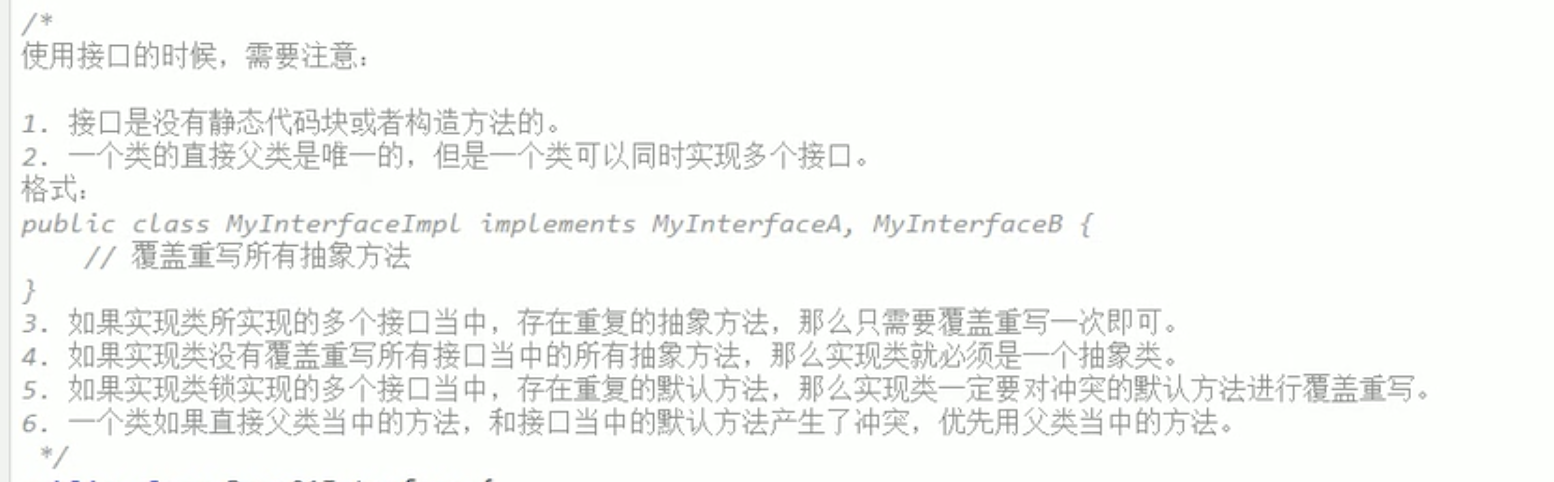 /*
使用接口的时候，需要注意：
1. 接口是没有静态代码块或者构造方法的。
2. 一个类的直接父类是唯一的，但是一个类可以同时实现多个接口。
格式：
public class MyInterfaceImpl implements MyInterfaceA, MyInterfaceB {
// 覆盖重写所有抽象方法
}
3. 如果实现类所实现的多个接口当中，存在重复的抽象方法，那么只需要覆盖重写一次即可。
4. 如果实现类没有覆盖重写所有接口当中的所有抽象方法，那么实现类就必须是一个抽象类。
5. 如果实现类锁实现的多个接口当中，存在重复的默认方法，那么实现类一定要对冲突的默认方法进行覆盖重写。
6. 一个类如果直接父类当中的方法，和接口当中的默认方法产生了冲突，优先用父类当中的方法。
*/